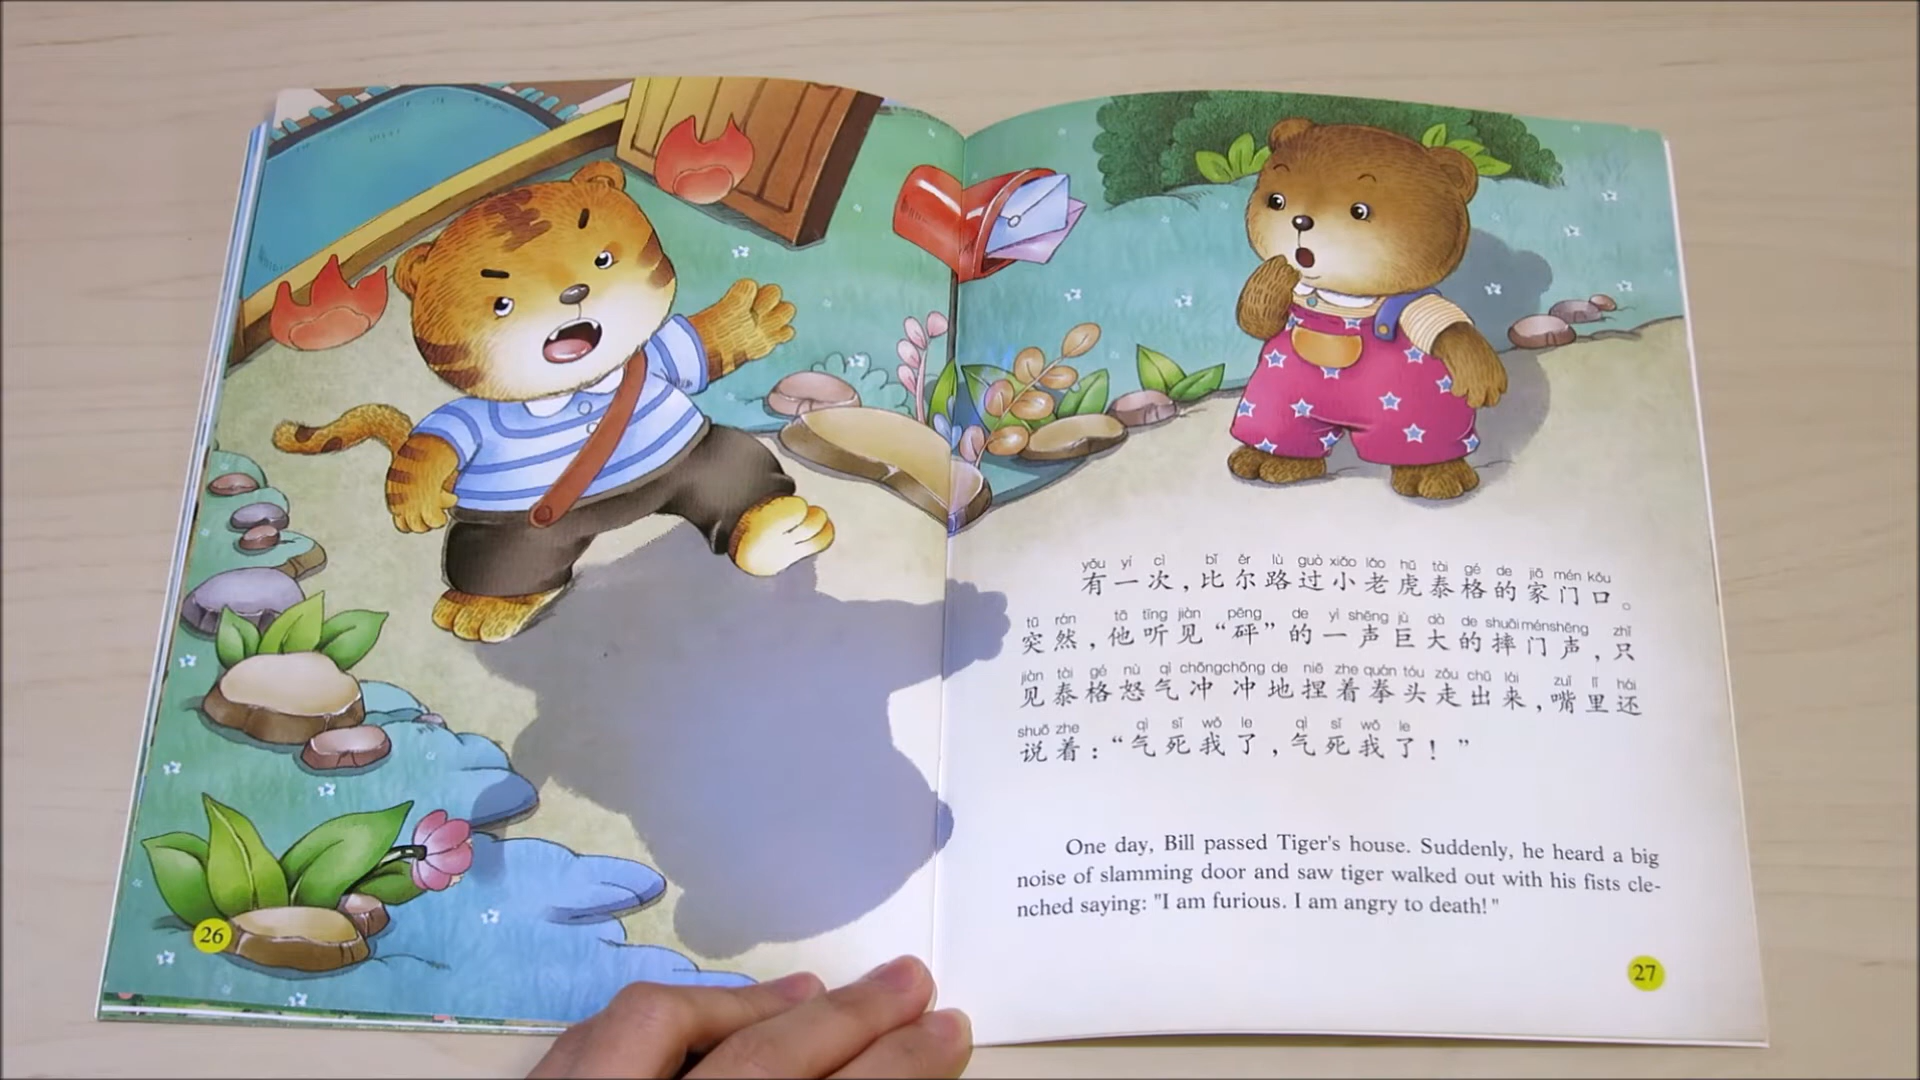 26
yǒu yí cì bǐ ěr lù guò xiǎo lǎo hǔ tài gé de jiā mén kǒu
有一次，比尔路过小老虎泰格的家门口。
tū rán tā tīng jiàn pēng de yì shēng jù dà de shuāi mén shēng zhǐ
突然，他听见“砰”的一声巨大的摔门声，只
jiàn tài gé nù qì chōng chōng de niē zhe quán tóu zǒu chū lái zuǐ lǐ hái
见泰格怒气冲冲地捏着拳头走出来，嘴里还
shuō zhe qì sǐ wǒ le qì sǐ wǒ le
说着：“气死我了，气死我了！”
One day, Bill passed Tiger's house. Suddenly, he heard a big
noise of slamming door and saw tiger walked out with his fists cle-
nched saying: "I am furious. I am angry to death!"
27